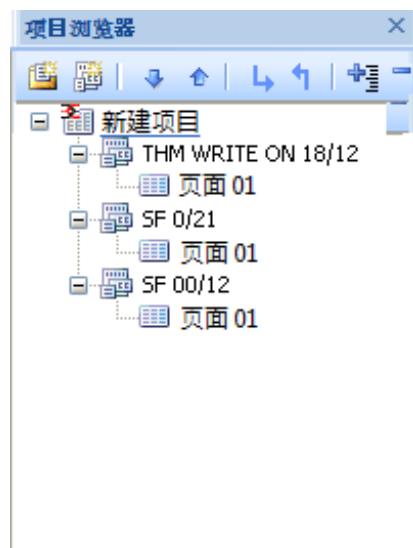 项目浏览器
新建项目
THM WRITE ON 18/12
页面 01
SF 0/21
页面 01
SF 00/12
页面 01